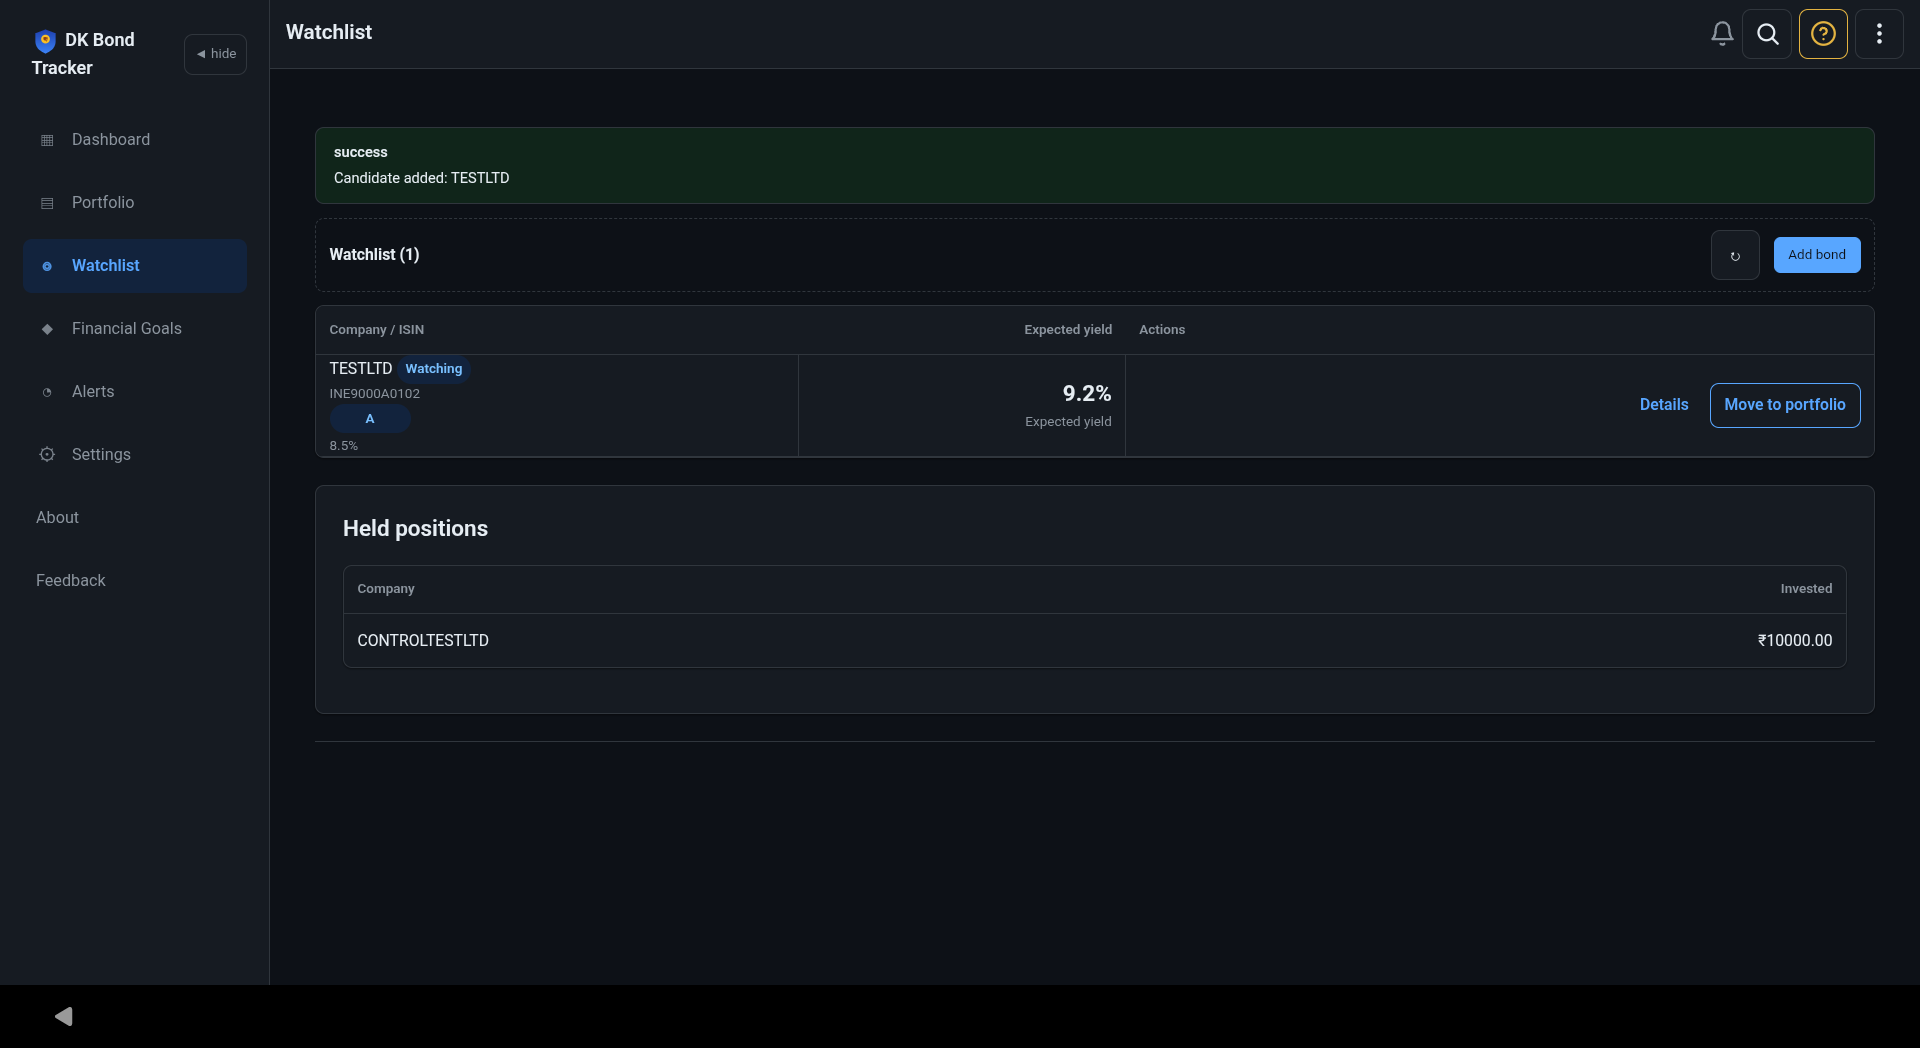 DK Bond
Tracker
◄ hide
Dashboard
Portfolio
Watchlist
Financial Goals
Alerts
Settings
About
Feedback
Watchlist
success
Candidate added: TESTLTD
Watchlist (1)
Add bond
Company / ISIN Expected yield Actions
TESTLTD Watching
INE9000A0102
A
8.5%
9.2%
Expected yield
Details Move to portfolio
Held positions
Company Invested
CONTROLTESTLTD ₹10000.00